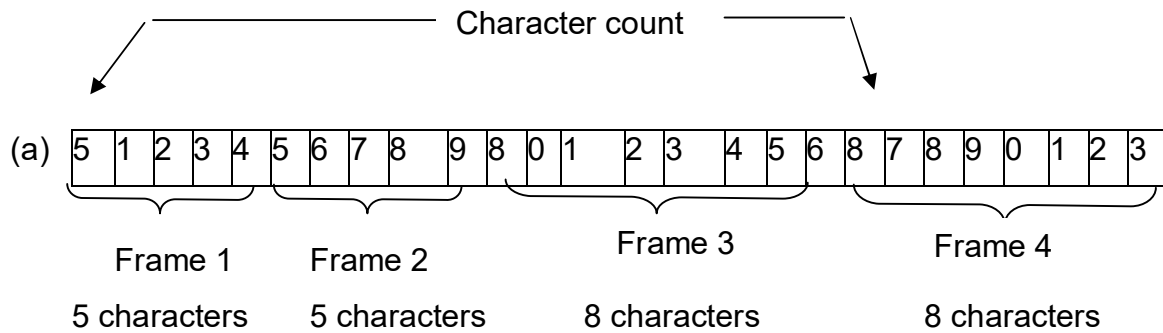 Character count
(a) 5 1 2 3 4 5 6 7 8 9 8 0 1 2 3 4 5 6 8 7 8 9 0 1 2 3
Frame 1 Frame 2 Frame 3 Frame 4
5 characters 5 characters 8 characters 8 characters